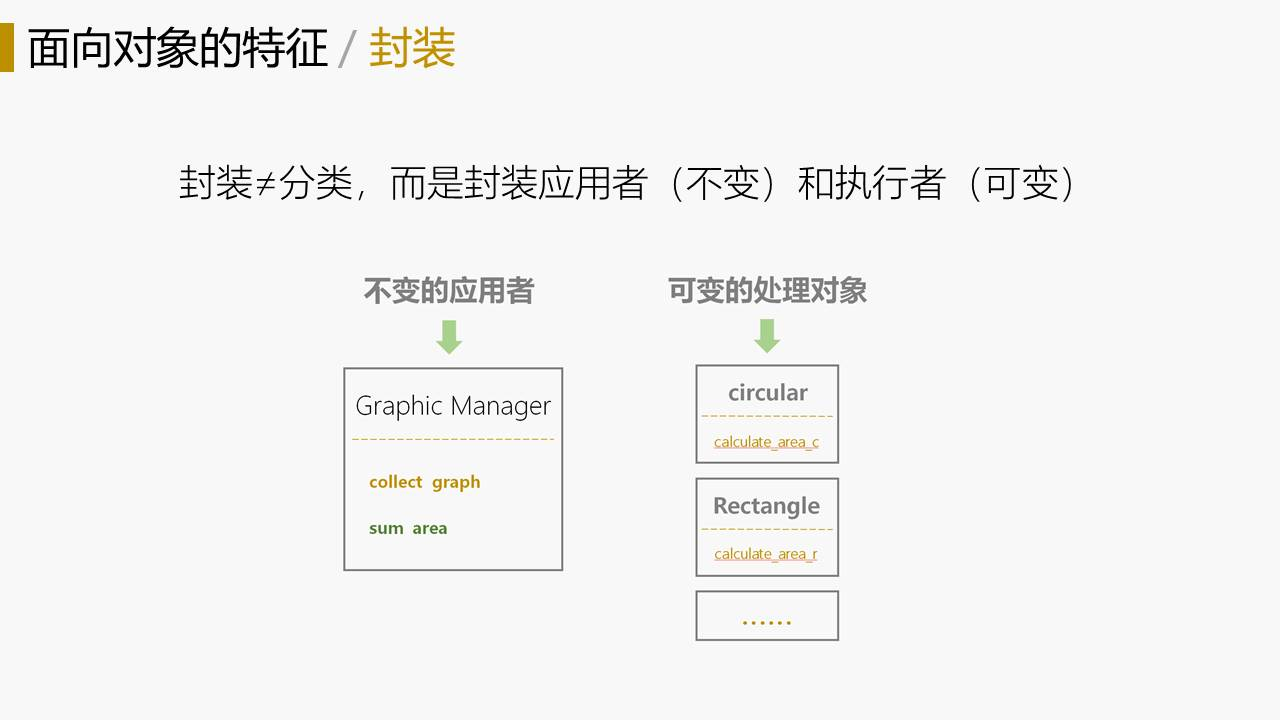 面向对象的特征 / 封装
封装≠分类，而是封装应用者（不变）和执行者（可变）
不变的应用者
Graphic Manager
collect graph
sum area
可变的处理对象
circular
calculate_area_c
Rectangle
calculate_area_r
……